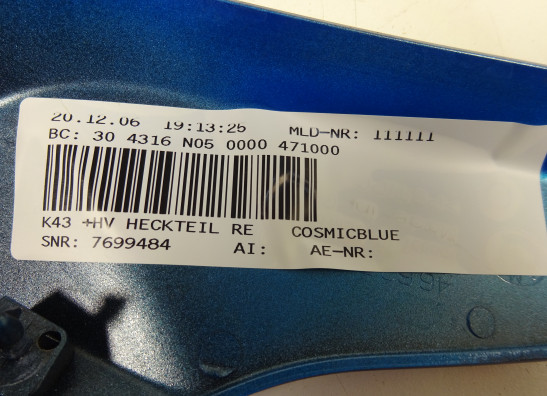 20.12.06 19:13:25 MLD-NR: 111111
BC: 30 4316 N05 0000 471000
K43 +HV HECKTEIL RE COSMICBLUE
SNR: 7699484 AI: AE-NR: